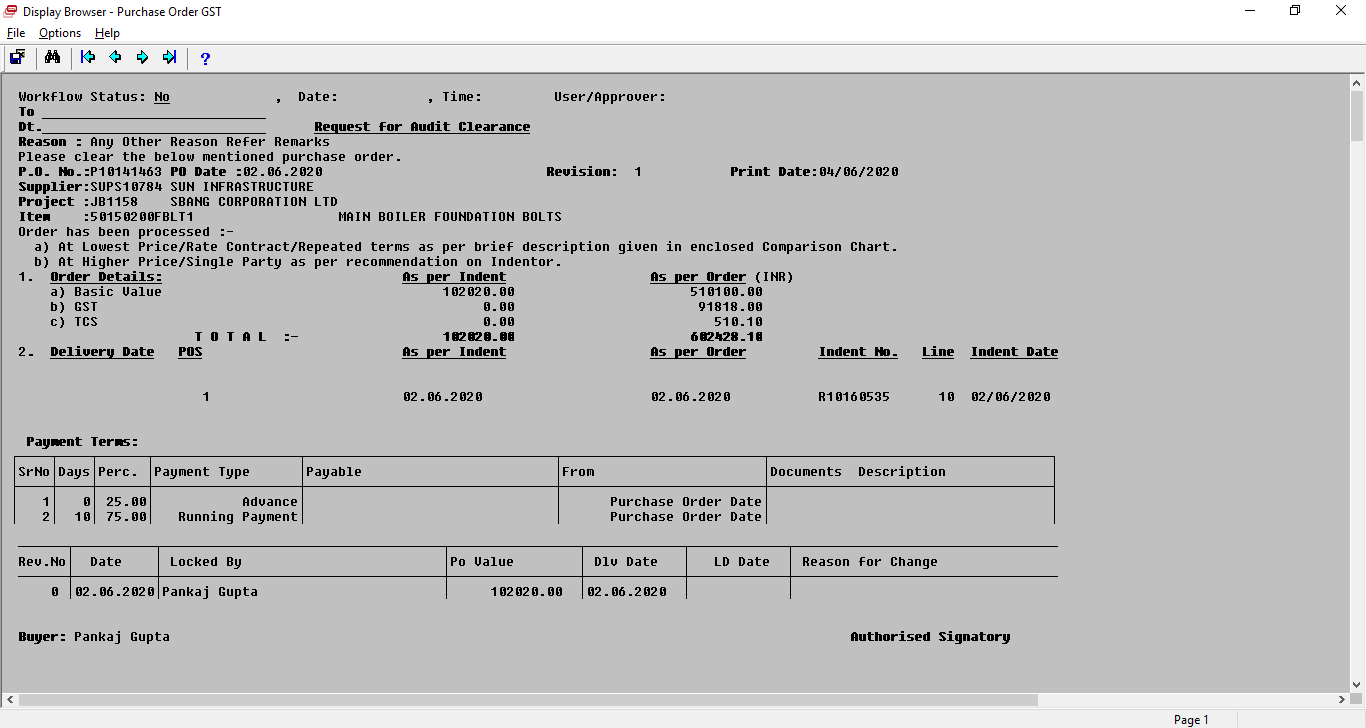 Display Browser - Purchase Order GST
File Options Help
?
Workflow Status: No , Date: , Time: User/Approver:
To
Dt.
Request for Audit Clearance
Reason : Any Other Reason Refer Remarks
Please clear the below mentioned purchase order.
P.O. No.:P10141463 PO Date :02.06.2020 Revision: 1 Print Date:04/06/2020
Supplier:SUPS10784 SUN INFRASTRUCTURE
Project :JB1158 SBANG CORPORATION LTD
Item :50150200FBLT1 MAIN BOILER FOUNDATION BOLTS
Order has been processed :-
a) At Lowest Price/Rate Contract/Repeated terms as per brief description given in enclosed Comparison Chart.
b) At Higher Price/Single Party as per recommendation on Indentor.
1. Order Details: As per Indent As per Order (INR)
a) Basic Value 102020.00 510100.00
b) GST 0.00 91818.00
c) TCS 0.00 510.10
T O T A L :- 102020.00 602428.10
2. Delivery Date POS As per Indent As per Order Indent No. Line Indent Date
1 02.06.2020 02.06.2020 R10160535 10 02/06/2020
Payment Terms:
SrNo Days Perc. Payment Type Payable From Documents Description
1 0 25.00 Advance Purchase Order Date
2 10 75.00 Running Payment Purchase Order Date
Rev.No Date Locked By Po Value Dlv Date LD Date Reason for Change
0 02.06.2020 Pankaj Gupta 102020.00 02.06.2020
Buyer: Pankaj Gupta Authorised Signatory
Page 1